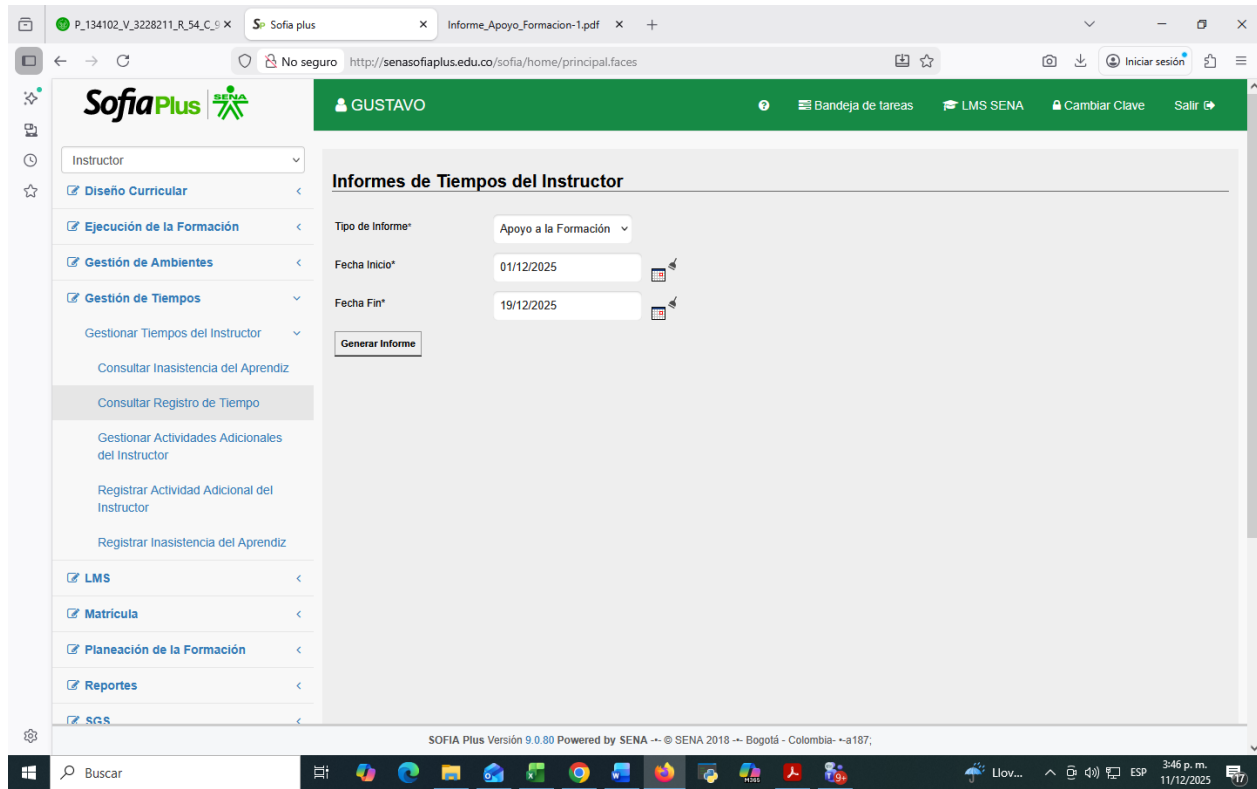 P_134102_V_3228211_R_54_C_9
Sofia plus
Informe_Apoyo_Formacion-1.pdf
No seguro
http://senasofiaplus.edu.co/sofia/home/principal.faces
Iniciar sesión
SofiaPlus
SENA
GUSTAVO
Bandeja de tareas
LMS SENA
Cambiar Clave
Salir
Instructor
Diseño Curricular
Ejecución de la Formación
Gestión de Ambientes
Gestión de Tiempos
Gestionar Tiempos del Instructor
Consultar Inasistencia del Aprendiz
Consultar Registro de Tiempo
Gestionar Actividades Adicionales
del Instructor
Registrar Actividad Adicional del
Instructor
Registrar Inasistencia del Aprendiz
LMS
Matrícula
Planeación de la Formación
Reportes
SGS
Informes de Tiempos del Instructor
Tipo de Informe*
Apoyo a la Formación
Fecha Inicio*
01/12/2025
Fecha Fin*
19/12/2025
Generar Informe
SOFIA Plus Versión 9.0.80 Powered by SENA -•- © SENA 2018 -•- Bogotá - Colombia- •-a187;
Buscar
M365
9+
Llov...
ESP
3:46 p. m.
11/12/2025
17